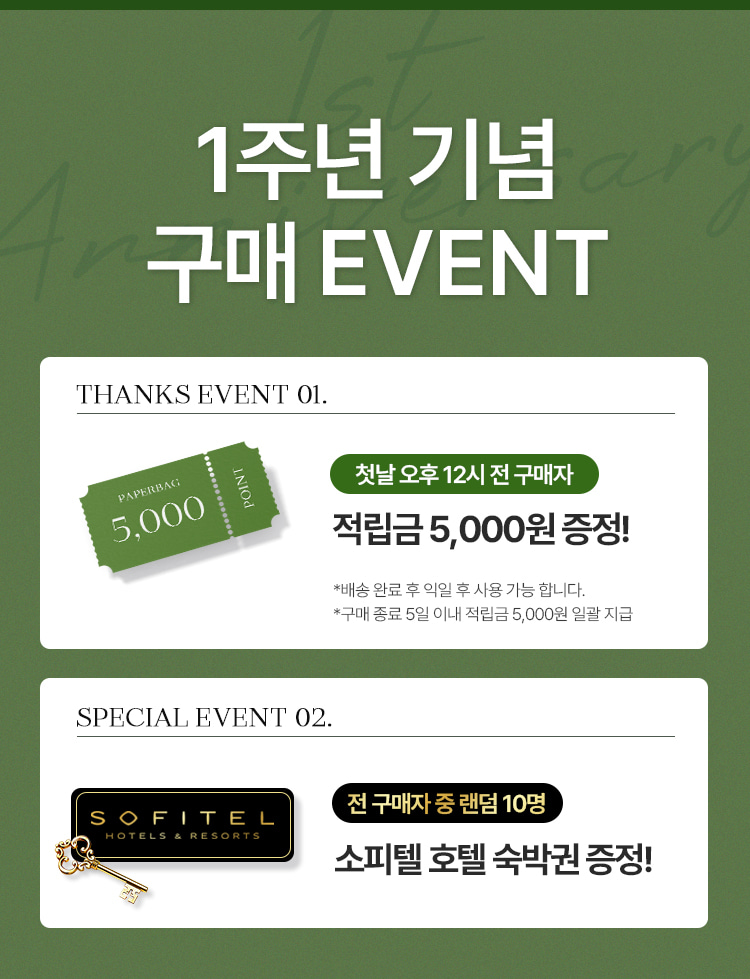 1st
Anniversary
1주년 기념
구매 EVENT
THANKS EVENT 01.
PAPERBAG
5,000
POINT
첫날 오후 12시 전 구매자
적립금 5,000원 증정!
*배송 완료 후 익일 후 사용 가능 합니다.
*구매 종료 5일 이내 적립금 5,000원 일괄 지급
SPECIAL EVENT 02.
SOFITEL
HOTELS & RESORTS
전 구매자 중 랜덤 10명
소피텔 호텔 숙박권 증정!